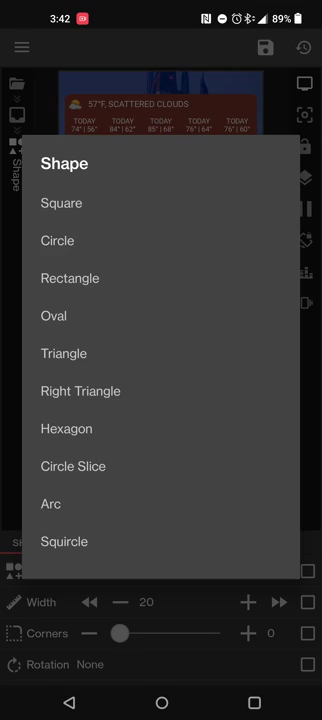 3:42
89%
57°F, SCATTERED CLOUDS
TODAY TODAY TODAY TODAY TODAY
74° | 56° 84° | 62° 85° | 68° 76° | 64° 76° | 60°
Shape
Shape
Square
Circle
Rectangle
Oval
Triangle
Right Triangle
Hexagon
Circle Slice
Arc
Squircle
SH
Width 20
Corners 0
Rotation None